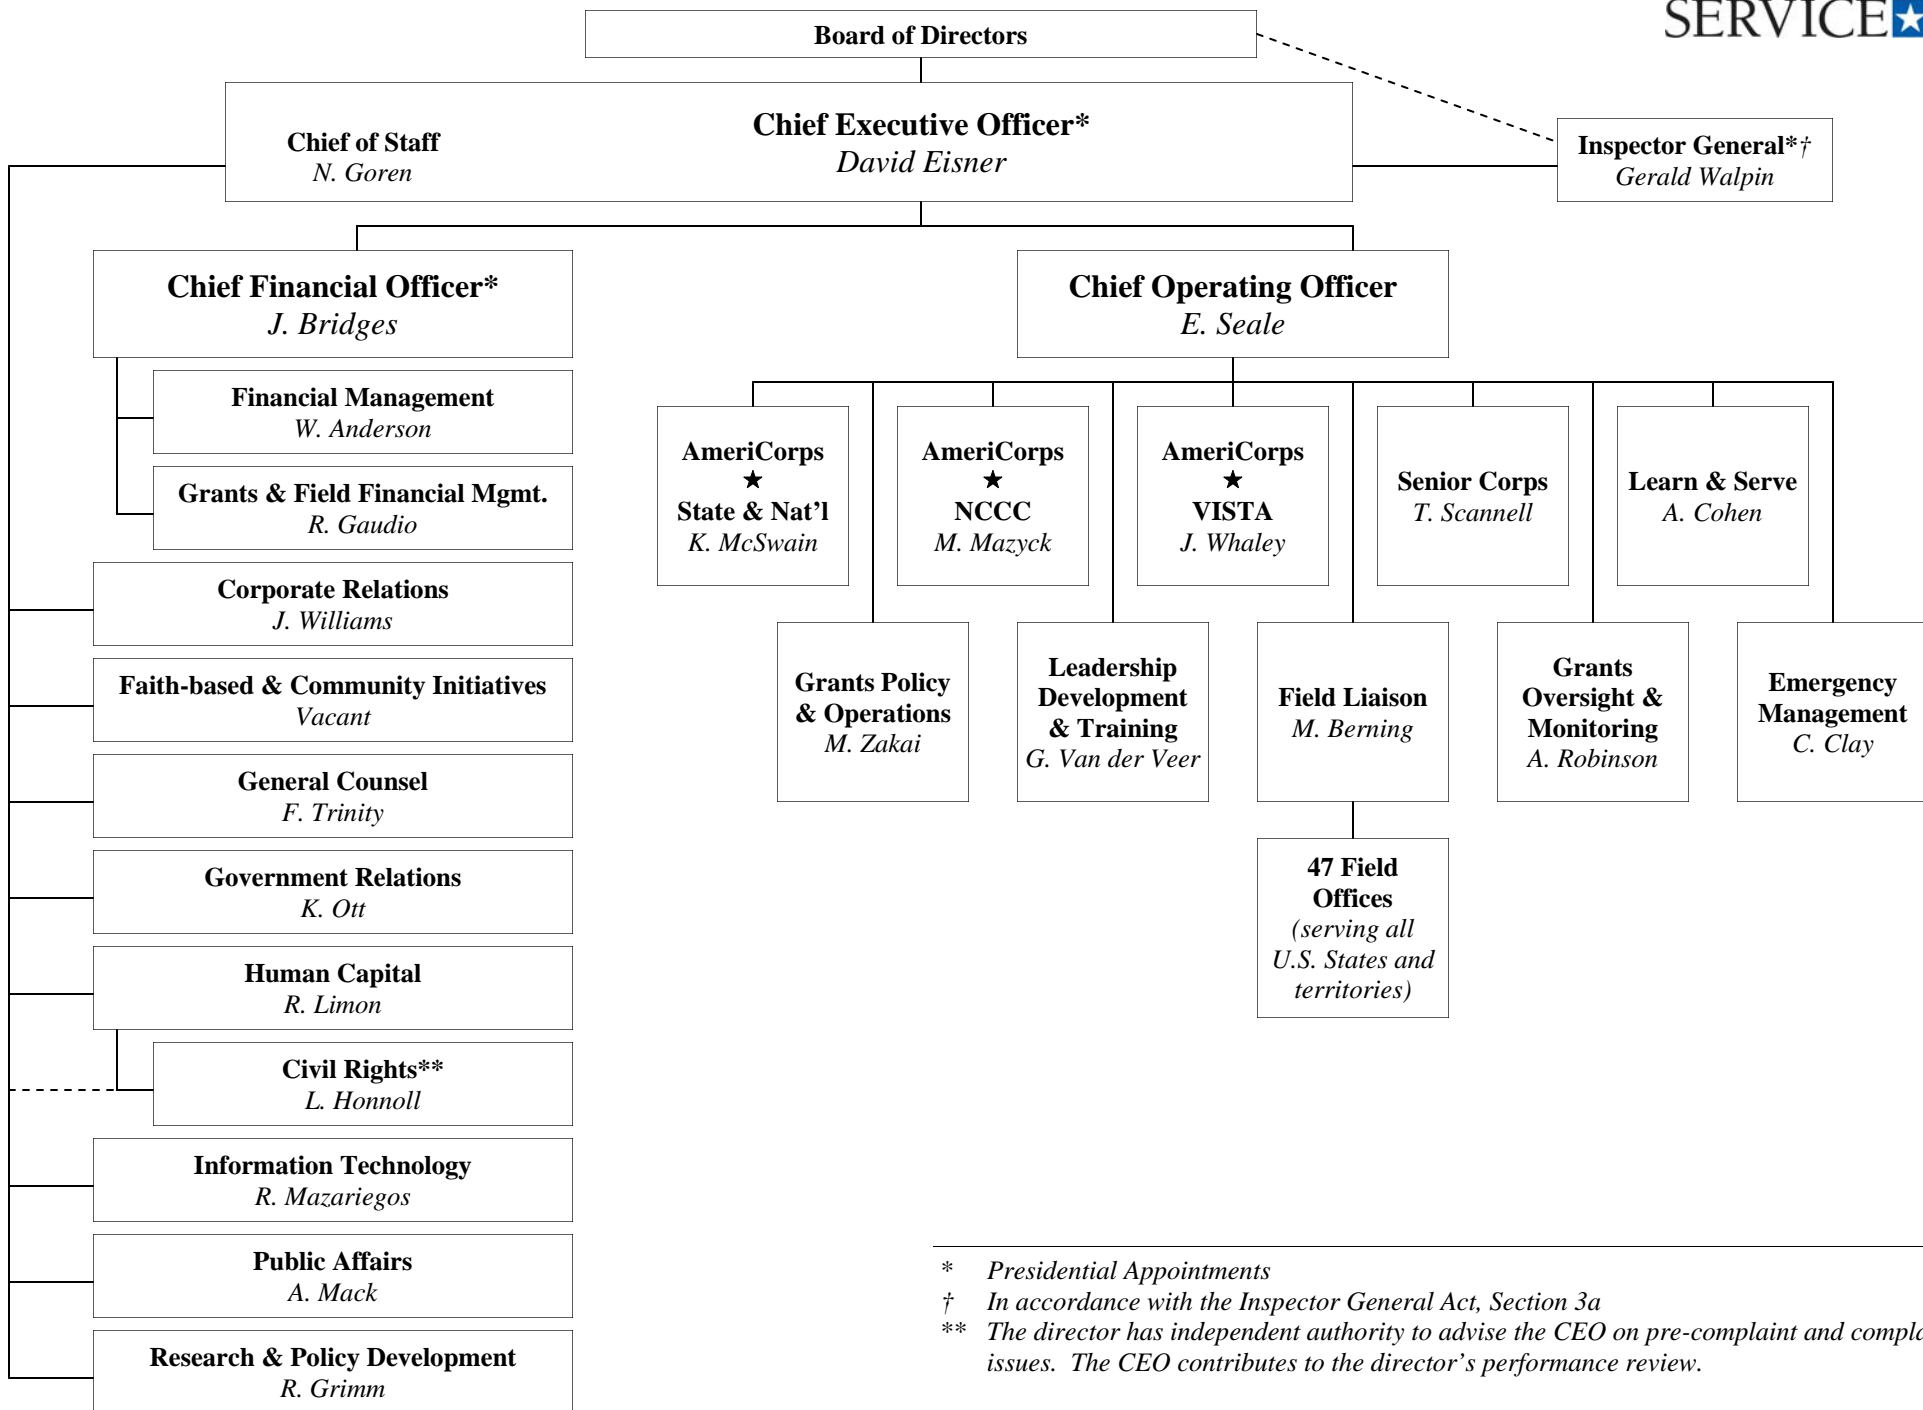 SERVICE
Board of Directors
Chief of Staff
N. Goren
Chief Executive Officer*
David Eisner
Inspector General*†
Gerald Walpin
Chief Financial Officer*
J. Bridges
Chief Operating Officer
E. Seale
Financial Management
W. Anderson
Grants & Field Financial Mgmt.
R. Gaudio
Corporate Relations
J. Williams
Faith-based & Community Initiatives
Vacant
General Counsel
F. Trinity
Government Relations
K. Ott
Human Capital
R. Limon
Civil Rights**
L. Honnoll
Information Technology
R. Mazariegos
Public Affairs
A. Mack
Research & Policy Development
R. Grimm
AmeriCorps
★
State & Nat’l
K. McSwain
AmeriCorps
★
NCCC
M. Mazyck
AmeriCorps
★
VISTA
J. Whaley
Senior Corps
T. Scannell
Learn & Serve
A. Cohen
Grants Policy
& Operations
M. Zakai
Leadership
Development
& Training
G. Van der Veer
Field Liaison
M. Berning
Grants
Oversight &
Monitoring
A. Robinson
Emergency
Management
C. Clay
47 Field
Offices
(serving all
U.S. States and
territories)
* Presidential Appointments
† In accordance with the Inspector General Act, Section 3a
** The director has independent authority to advise the CEO on pre-complaint and
issues. The CEO contributes to the director’s performance review.